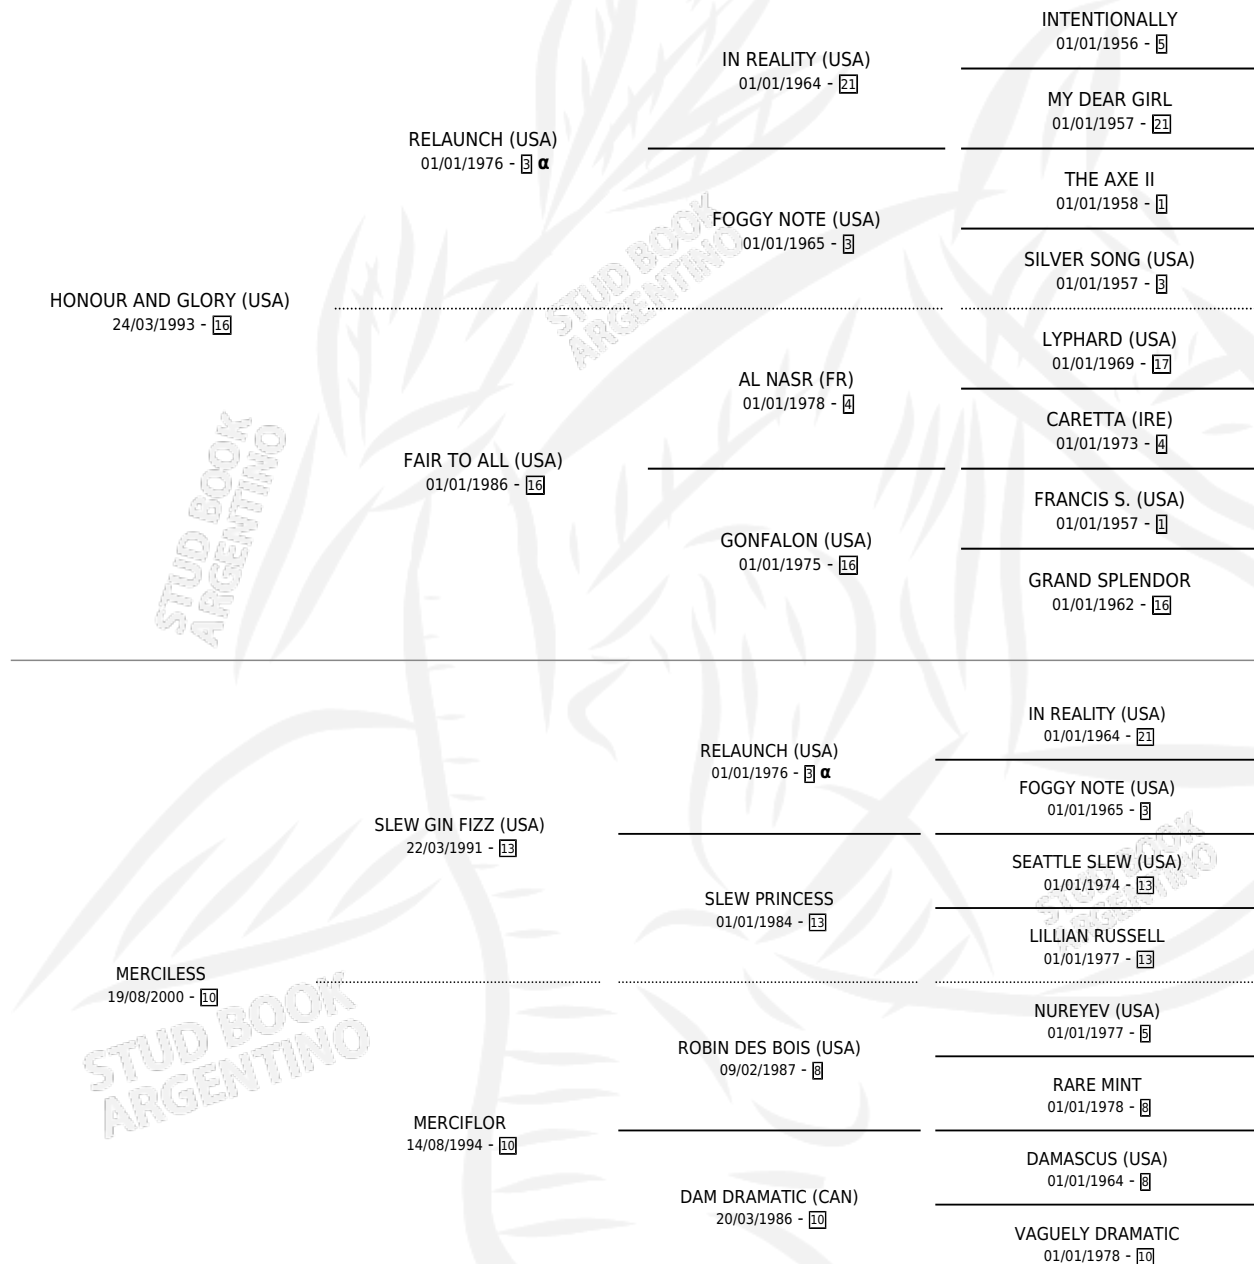 INTENTIONALLY
01/01/1956 - 5
IN REALITY (USA)
01/01/1964 - 21
MY DEAR GIRL
01/01/1957 - 21
RELAUNCH (USA)
01/01/1976 - 3 α
THE AXE II
01/01/1958 - 1
FOGGY NOTE (USA)
01/01/1965 - 3
SILVER SONG (USA)
01/01/1957 - 3
HONOUR AND GLORY (USA)
24/03/1993 - 16
LYPHARD (USA)
01/01/1969 - 17
AL NASR (FR)
01/01/1978 - 4
CARETTA (IRE)
01/01/1973 - 4
FAIR TO ALL (USA)
01/01/1986 - 16
FRANCIS S. (USA)
01/01/1957 - 1
GONFALON (USA)
01/01/1975 - 16
GRAND SPLENDOR
01/01/1962 - 16
IN REALITY (USA)
01/01/1964 - 21
RELAUNCH (USA)
01/01/1976 - 3 α
FOGGY NOTE (USA)
01/01/1965 - 3
SLEW GIN FIZZ (USA)
22/03/1991 - 13
SEATTLE SLEW (USA)
01/01/1974 - 13
SLEW PRINCESS
01/01/1984 - 13
LILLIAN RUSSELL
01/01/1977 - 13
MERCILESS
19/08/2000 - 10
NUREYEV (USA)
01/01/1977 - 5
ROBIN DES BOIS (USA)
09/02/1987 - 8
RARE MINT
01/01/1978 - 8
MERCIFLOR
14/08/1994 - 10
DAMASCUS (USA)
01/01/1964 - 8
DAM DRAMATIC (CAN)
20/03/1986 - 10
VAGUELY DRAMATIC
01/01/1978 - 10
STUD BOOK
ARGENTINO
STUD BOOK
ARGENTINO
STUD BOOK
ARGENTINO
STUD BOOK
ARGENTINO